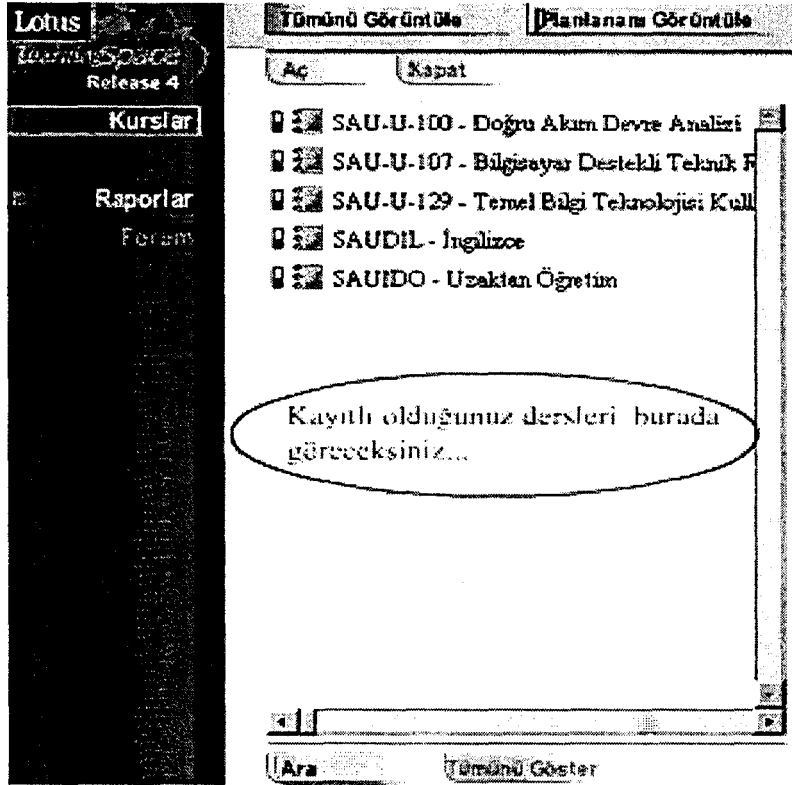 Lotus
LearningSpace
Release 4
Kurslar
Raporlar
Forum
Tümünü Görüntüle
Planlananı Görüntüle
Aç
Kapat
SAU-U-100 - Doğru Akım Devre Analizi
SAU-U-107 - Bilgisayar Destekli Teknik R
SAU-U-129 - Temel Bilgi Teknolojisi Kull
SAUDIL - İngilizce
SAUIDO - Uzaktan Öğretim
Kayıtlı olduğunuz dersleri burada
göreceksiniz...
Ara
Tümünü Göster